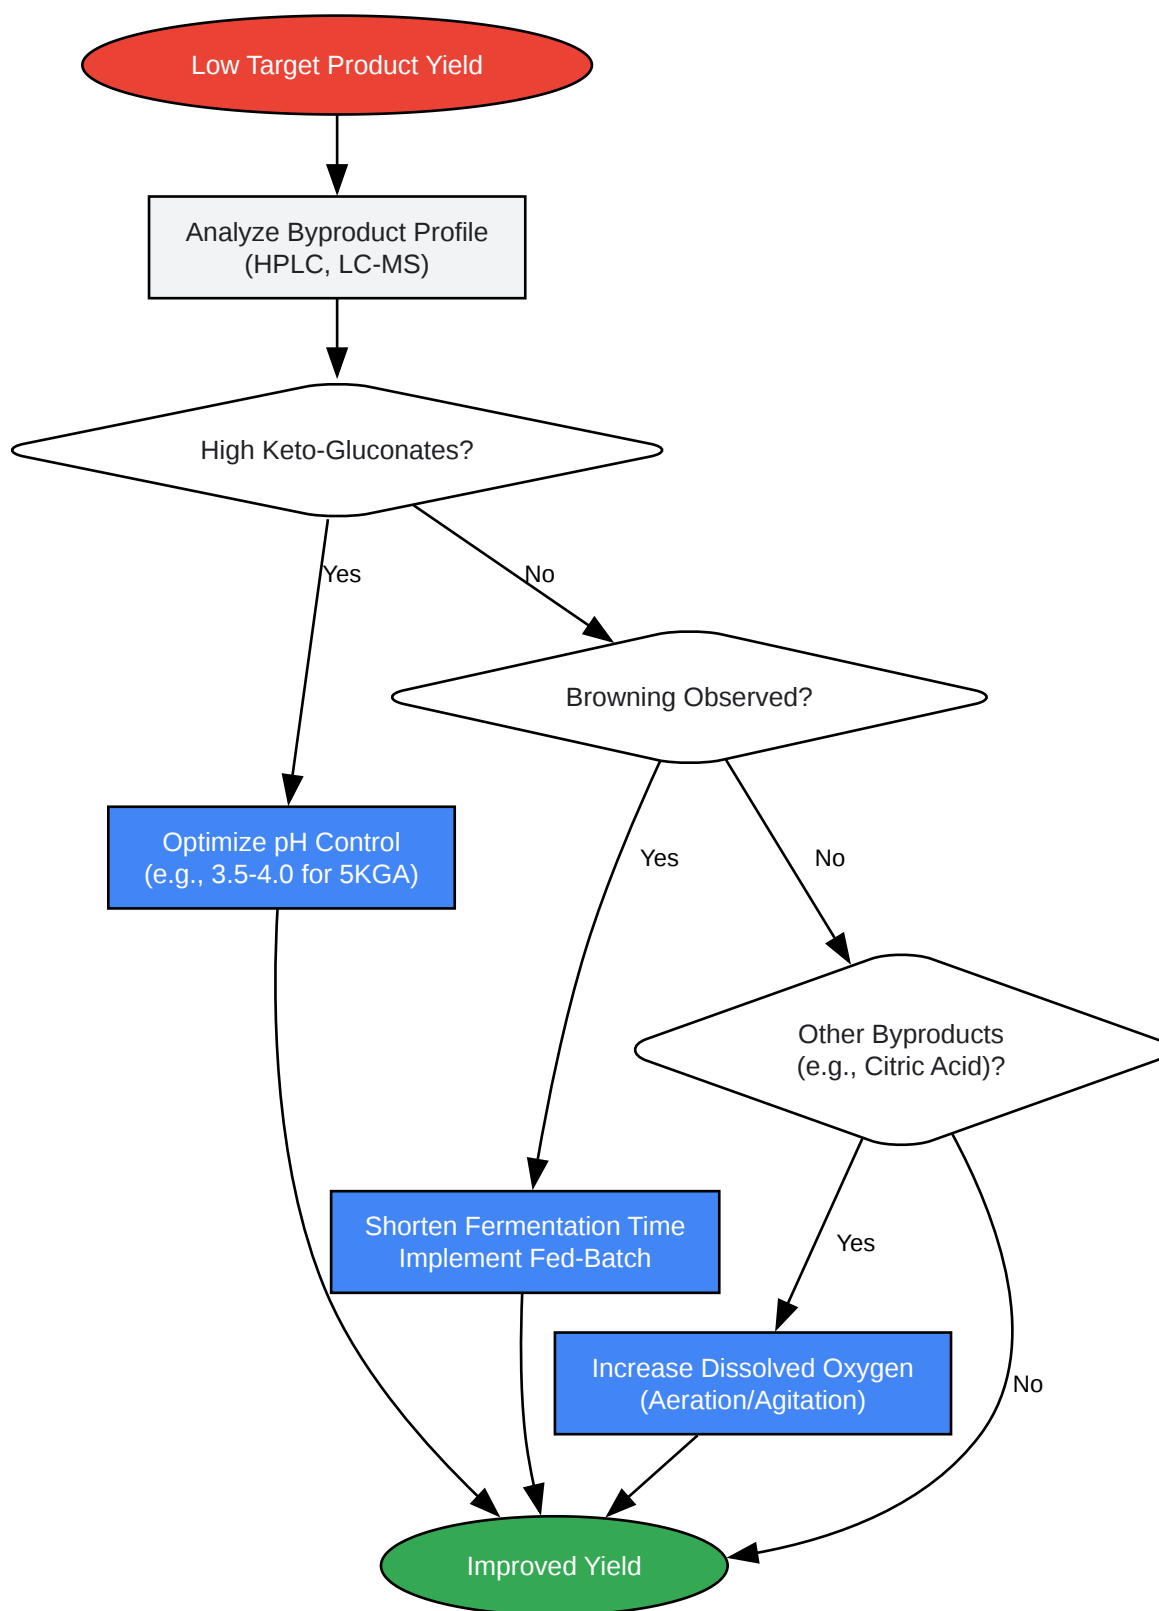 Low Target Product Yield
Analyze Byproduct Profile
(HPLC, LC-MS)
High Keto-Gluconates?
Yes
No
Browning Observed?
Optimize pH Control
(e.g., 3.5-4.0 for 5KGA)
Yes
No
Other Byproducts
(e.g., Citric Acid)?
Shorten Fermentation Time
Implement Fed-Batch
Yes
Increase Dissolved Oxygen
(Aeration/Agitation)
No
Improved Yield